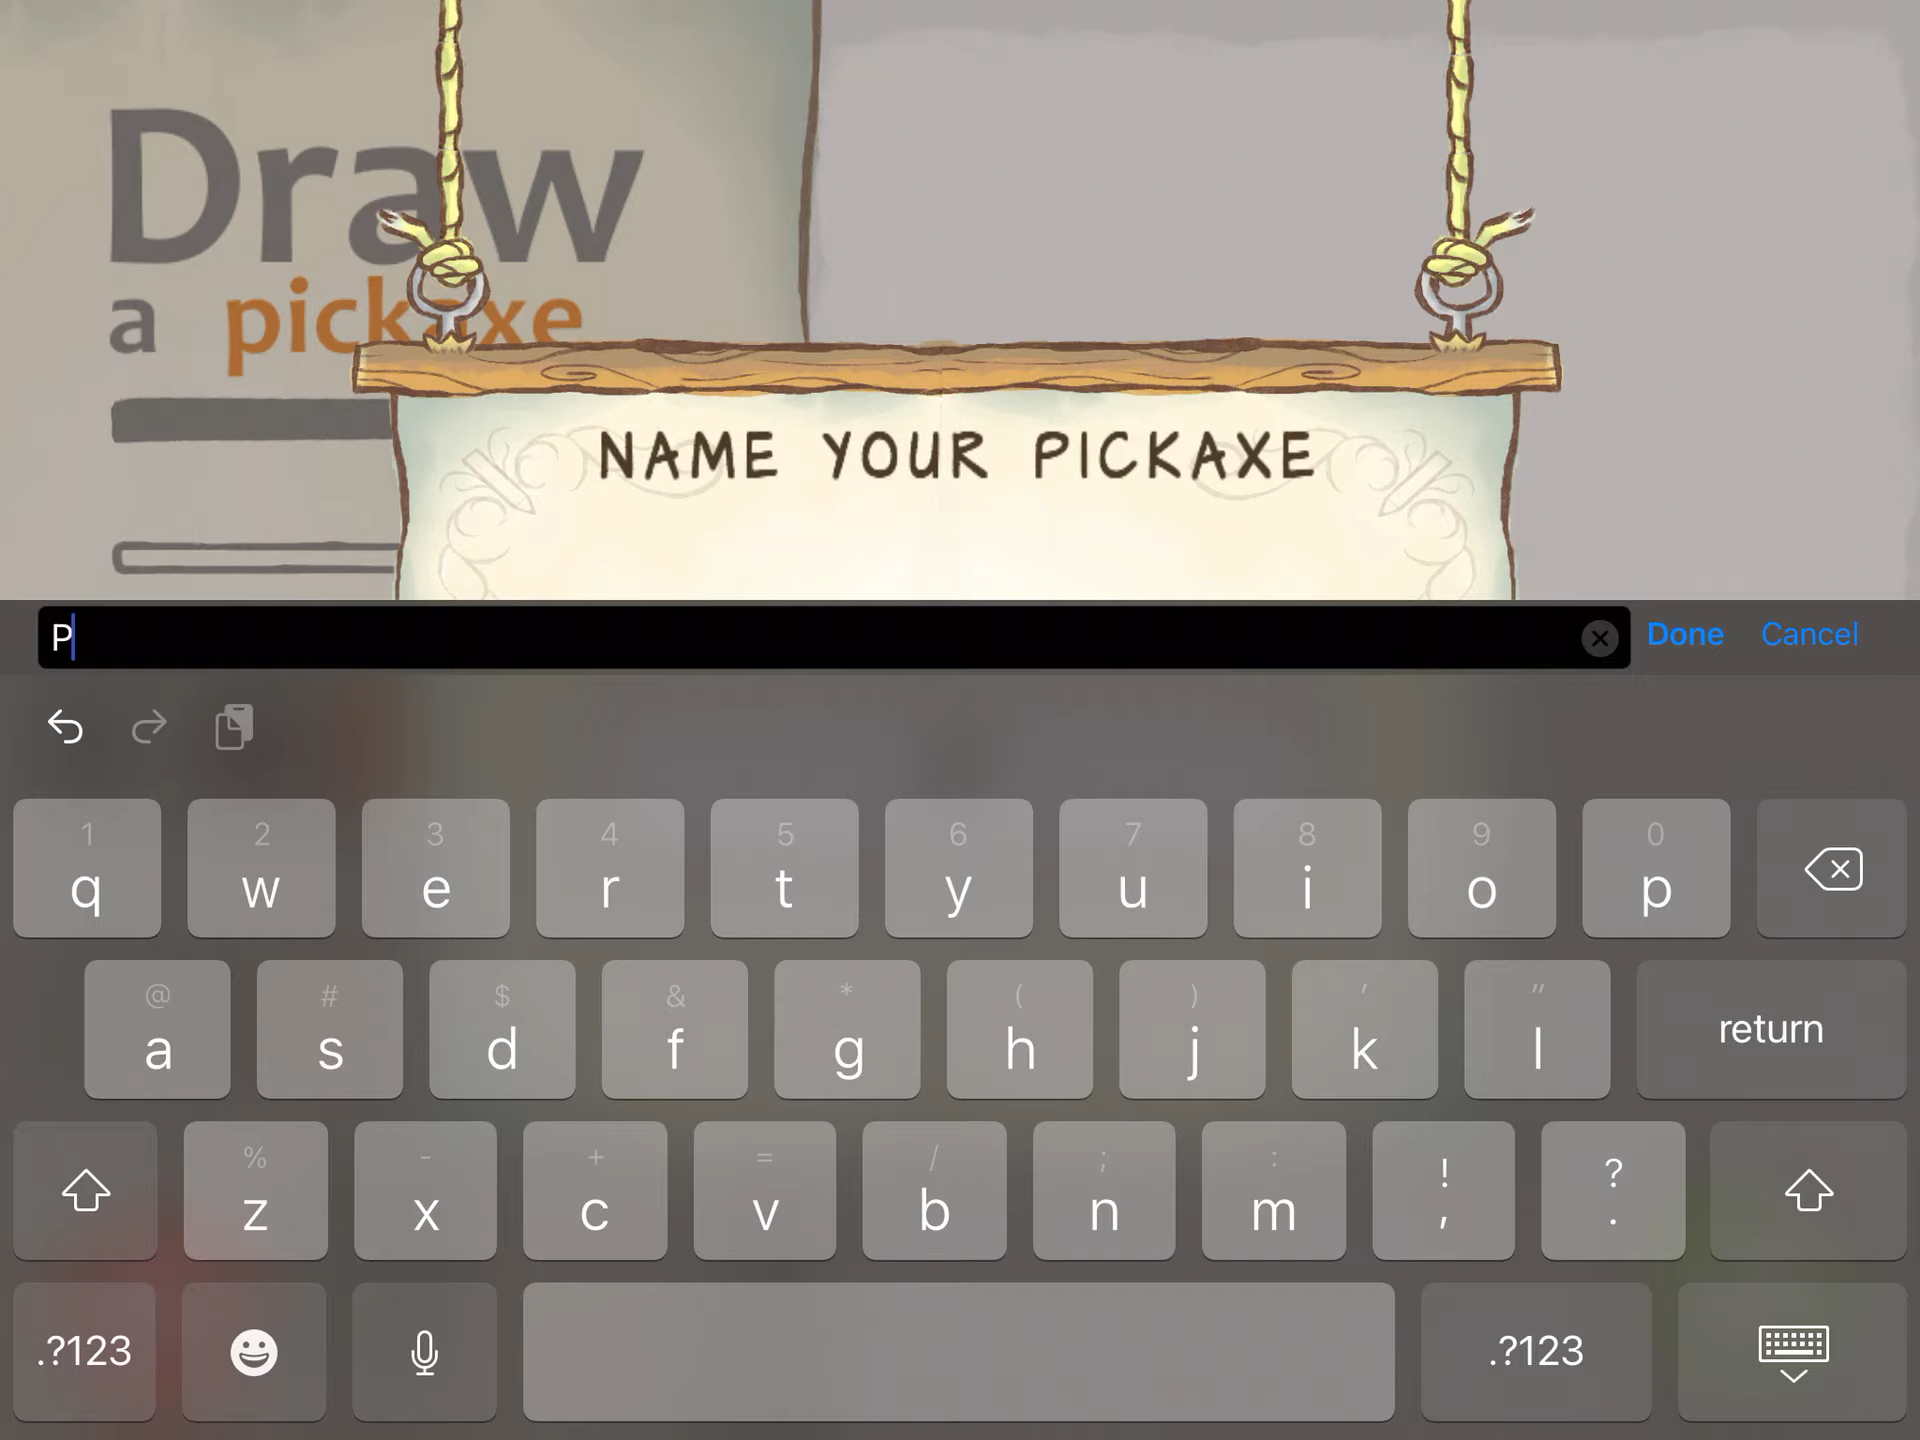 Draw
a pickaxe
NAME YOUR PICKAXE
P
Done Cancel
1 2 3 4 5 6 7 8 9 0
q w e r t y u i o p
@ # $ & * ( ) ' "
a s d f g h j k l return
% - + = / ; : ! ?
z x c v b n m , .
.?123 .?123